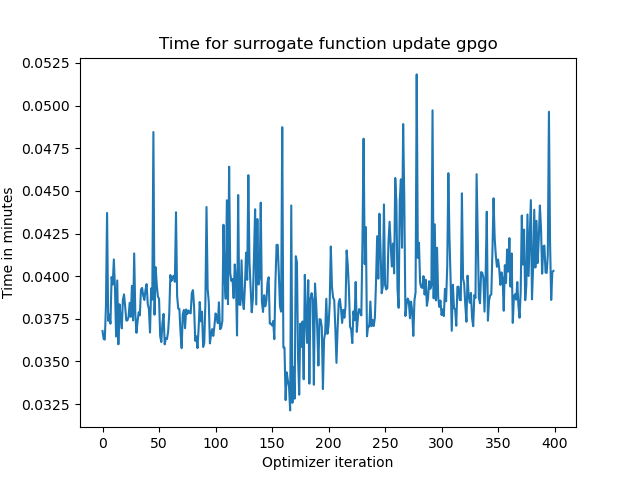 Time for surrogate function update gpgo
0.0525
0.0500
0.0475
0.0450
0.0425
0.0400
0.0375
0.0350
0.0325
Time in minutes
0 50 100 150 200 250 300 350 400
Optimizer iteration